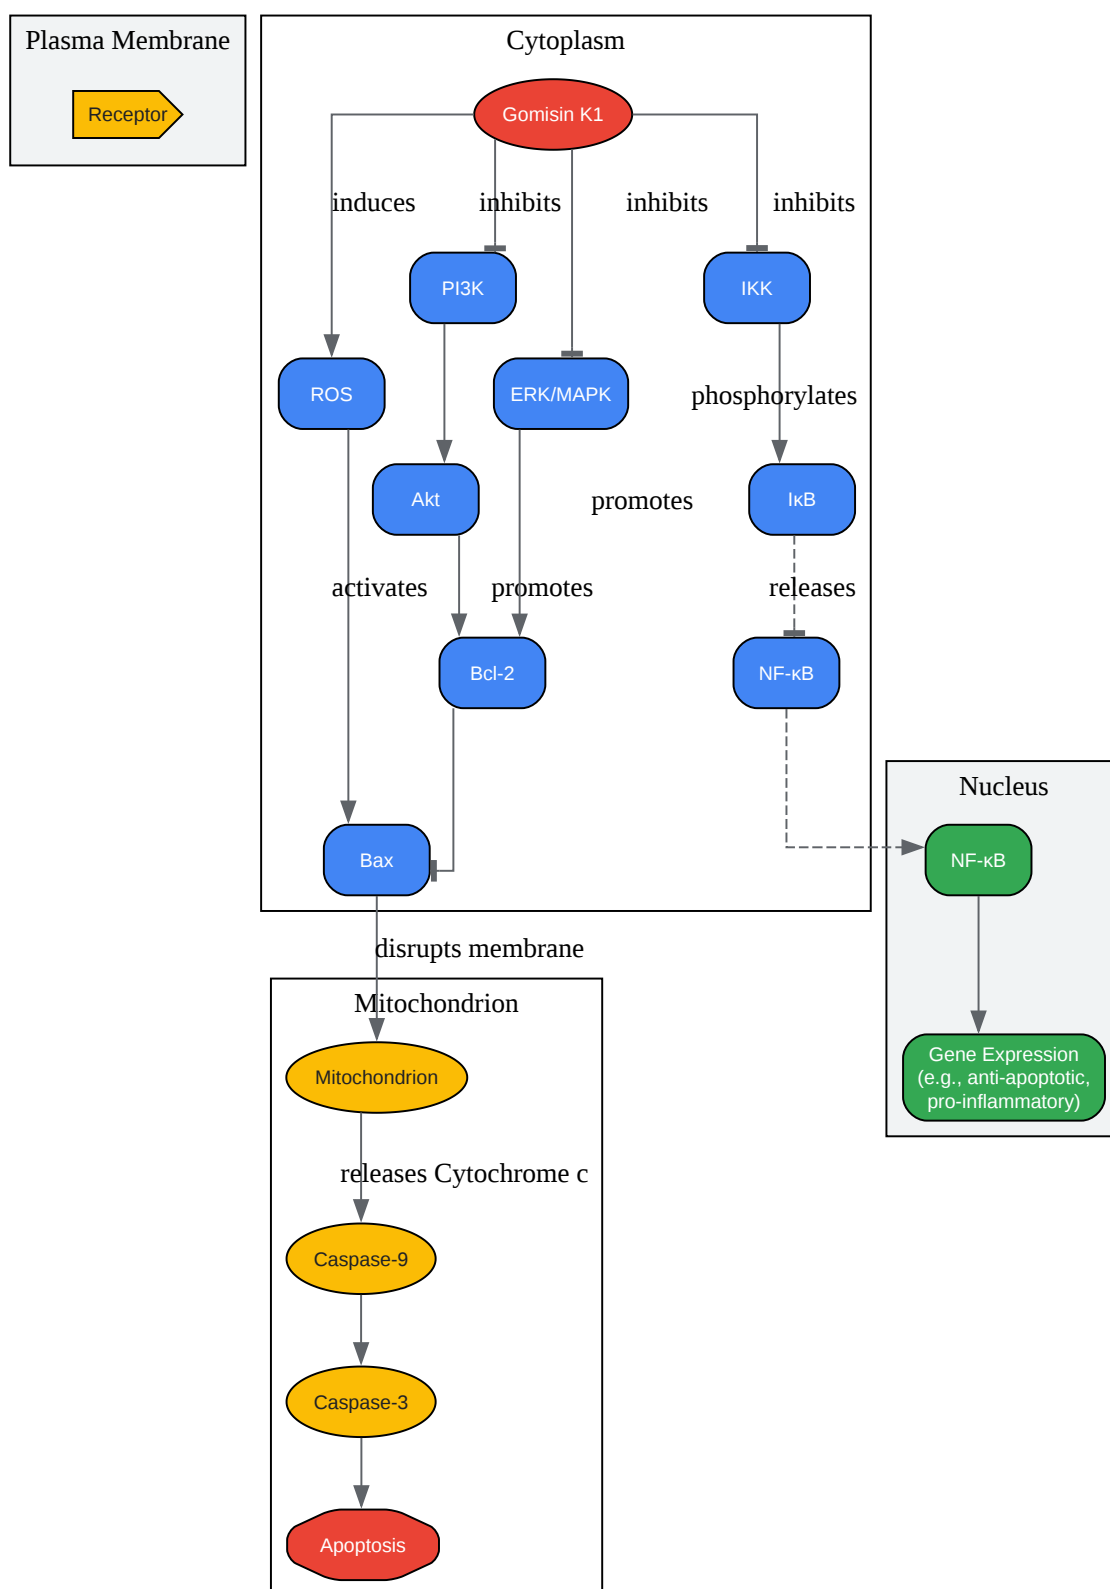 Plasma Membrane
Receptor
Cytoplasm
Gomisin K1
induces
inhibits
inhibits
inhibits
PI3K
IKK
ROS
ERK/MAPK
phosphorylates
Akt
promotes
IκB
activates
promotes
releases
Bcl-2
NF-κB
Nucleus
Bax
NF-κB
disrupts membrane
Mitochondrion
Gene Expression
(e.g., anti-apoptotic,
pro-inflammatory)
Mitochondrion
releases Cytochrome c
Caspase-9
Caspase-3
Apoptosis